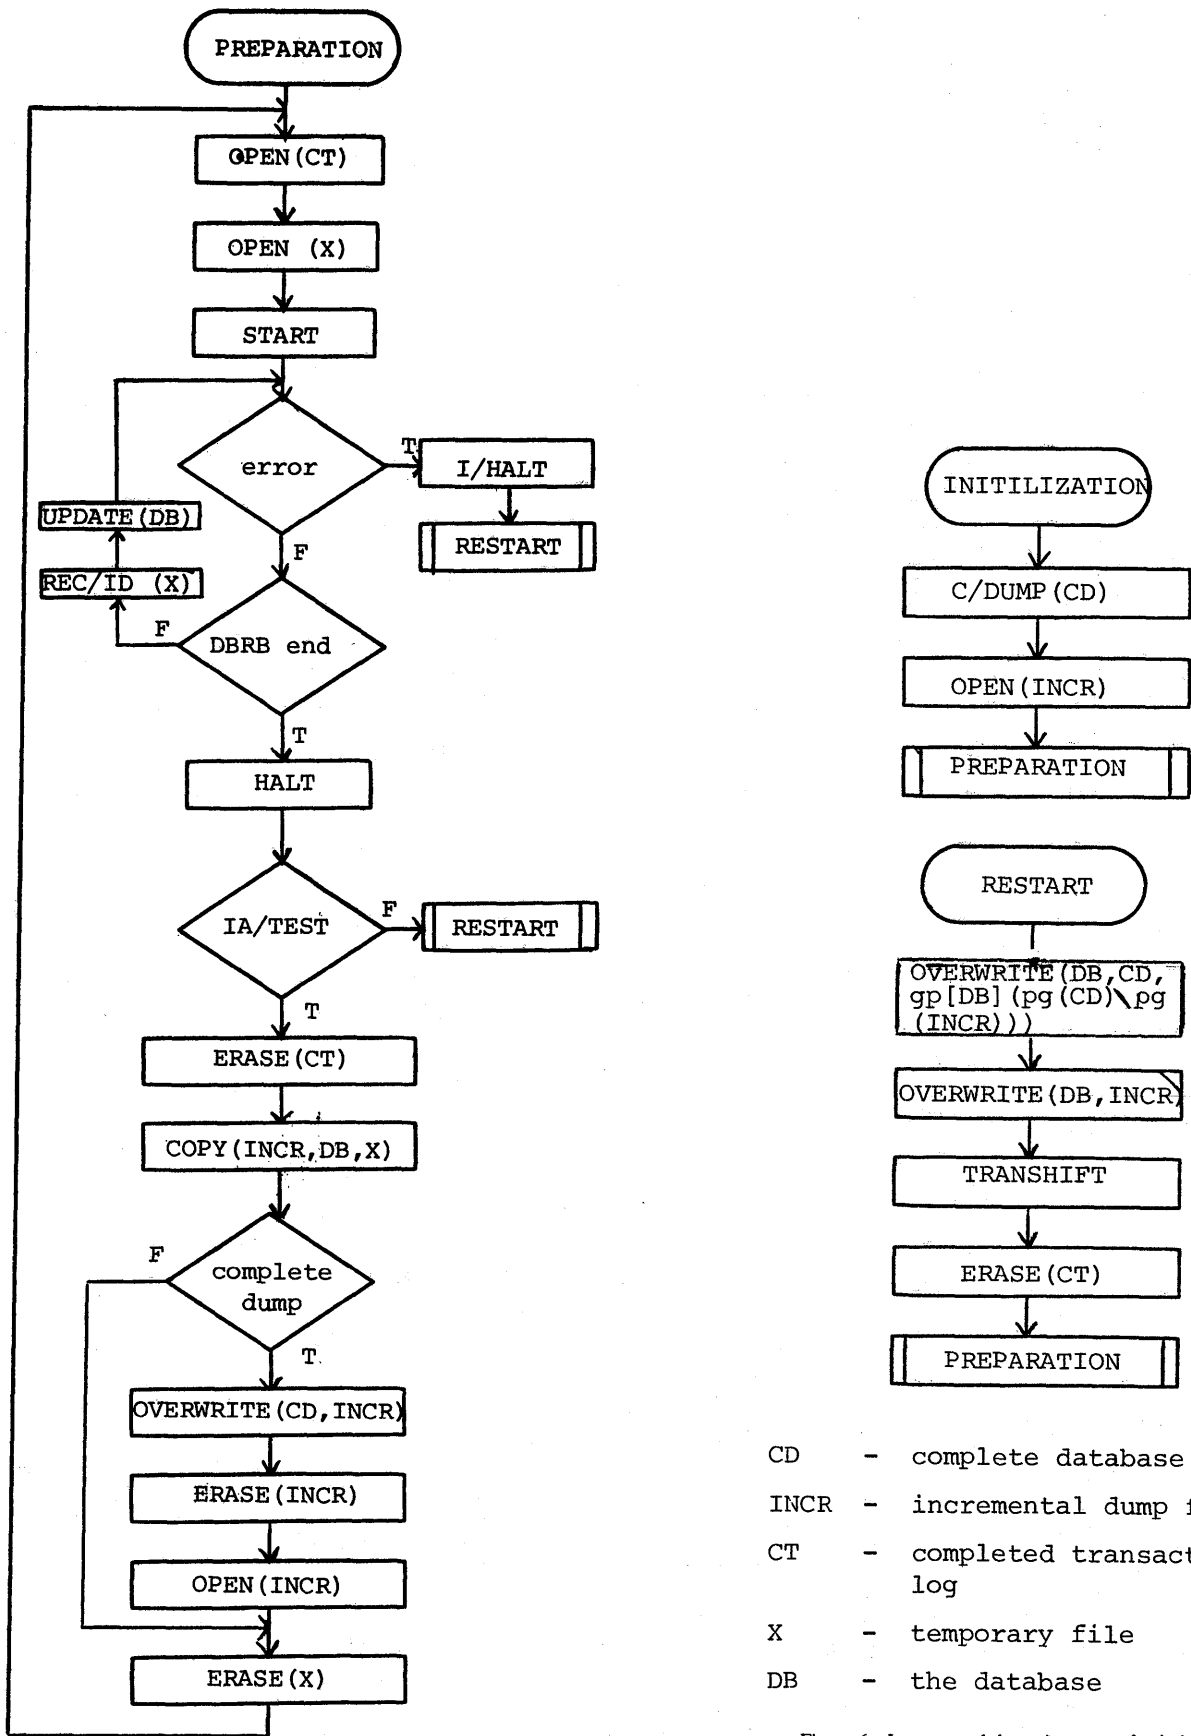 PREPARATION
OPEN(CT)
OPEN (X)
START
error
T
I/HALT
RESTART
F
UPDATE(DB)
REC/ID (X)
F
DBRB end
T
HALT
IA/TEST
F
RESTART
T
ERASE(CT)
COPY(INCR,DB,X)
F
complete
dump
T
OVERWRITE(CD,INCR)
ERASE(INCR)
OPEN(INCR)
ERASE(X)
INITILIZATION
C/DUMP(CD)
OPEN(INCR)
PREPARATION
RESTART
OVERWRITE(DB,CD,
gp[DB](pg(CD)\pg
(INCR)))
OVERWRITE(DB,INCR)
TRANSHIFT
ERASE(CT)
PREPARATION
CD - complete database
INCR - incremental dump
CT - completed
log
X - temporary file
DB - the database